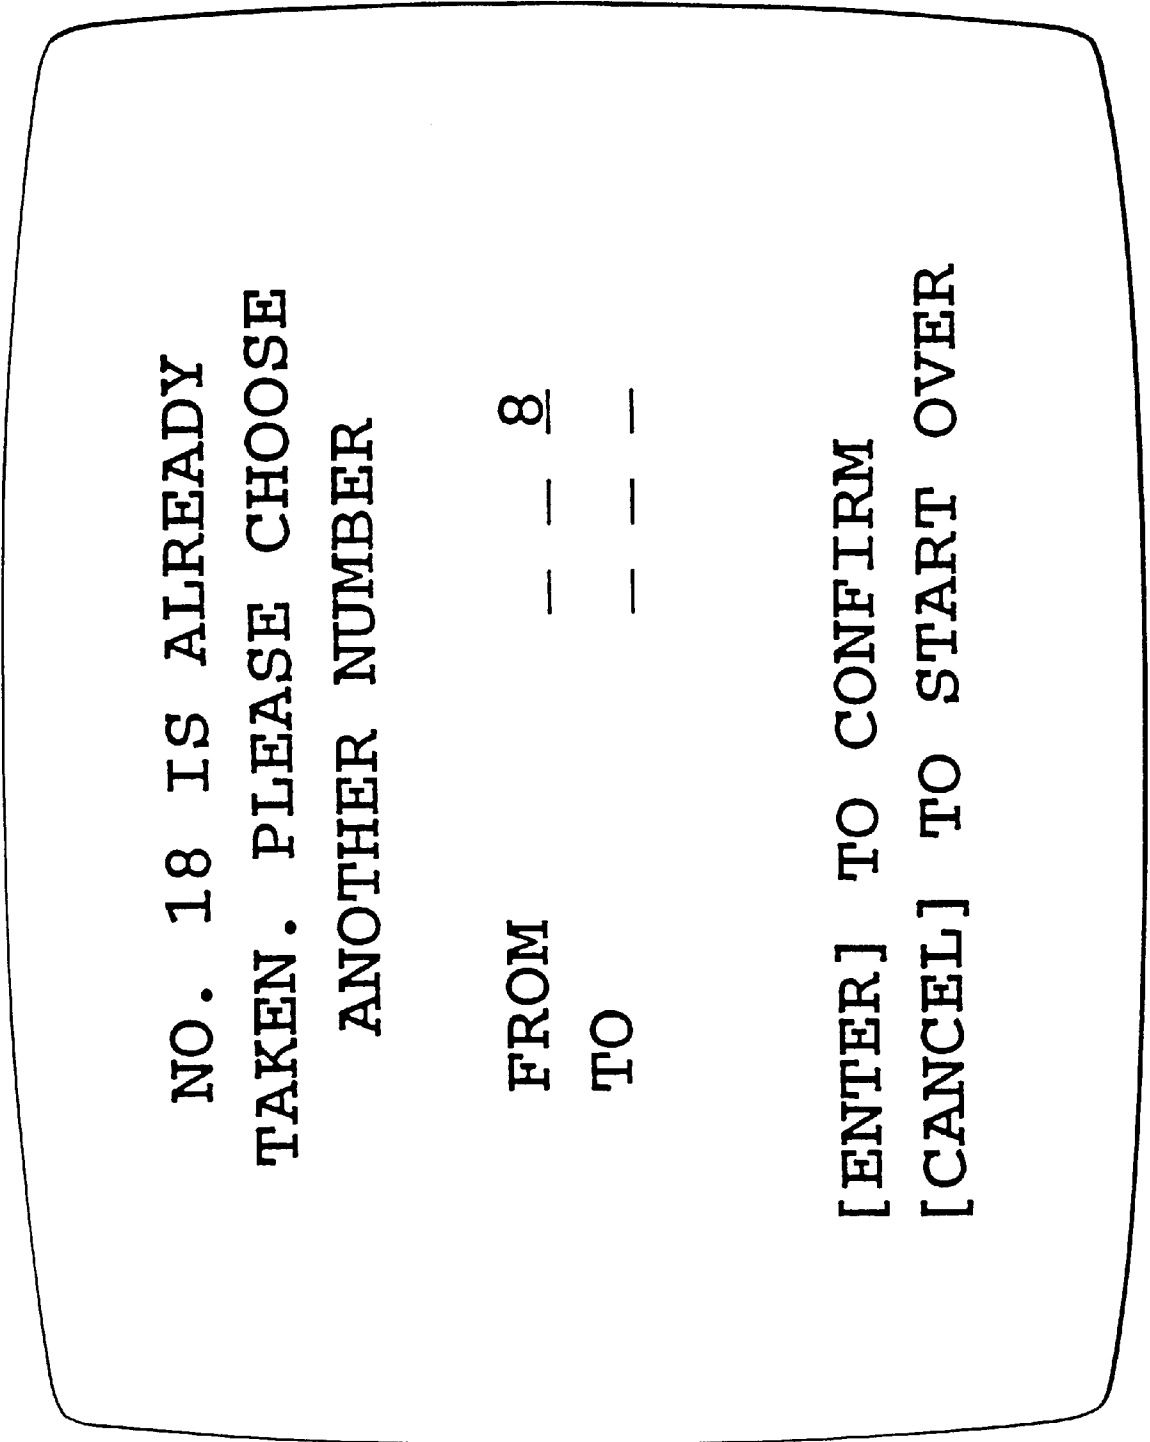 NO. 18 IS ALREADY
TAKEN. PLEASE CHOOSE
ANOTHER NUMBER
FROM _ _ 8
TO _ _ _
[ENTER] TO CONFIRM
[CANCEL] TO START OVER